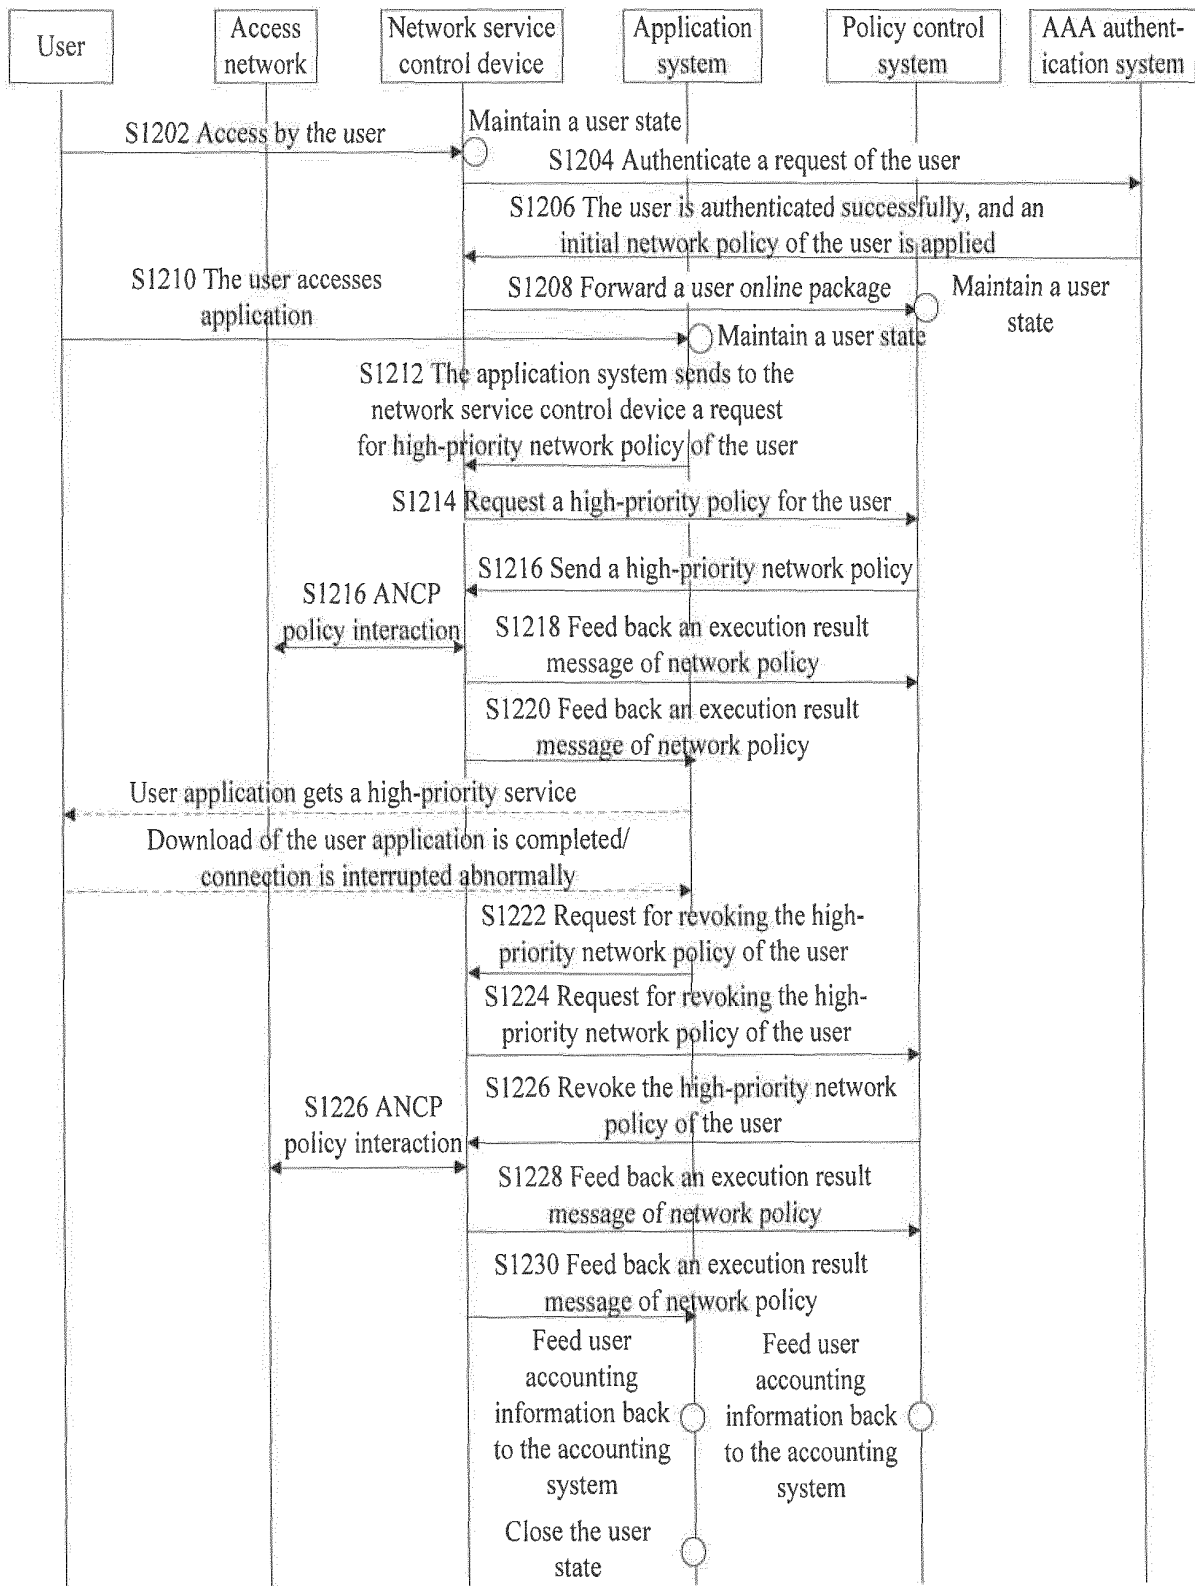 User
Access
network
Network service
control device
Application
system
Policy control
system
AAA authent-
ication system
S1202 Access by the user
Maintain a user state
S1204 Authenticate a request of the user
S1206 The user is authenticated successfully, and an
initial network policy of the user is applied
S1210 The user accesses
application
S1208 Forward a user online package
Maintain a user
state
Maintain a user state
S1212 The application system sends to the
network service control device a request
for high-priority network policy of the user
S1214 Request a high-priority policy for the user
S1216 Send a high-priority network policy
S1216 ANCP
policy interaction
S1218 Feed back an execution result
message of network policy
S1220 Feed back an execution result
message of network policy
User application gets a high-priority service
Download of the user application is completed/
connection is interrupted abnormally
S1222 Request for revoking the high-
priority network policy of the user
S1224 Request for revoking the high-
priority network policy of the user
S1226 Revoke the high-priority network
policy of the user
S1226 ANCP
policy interaction
S1228 Feed back an execution result
message of network policy
S1230 Feed back an execution result
message of network policy
Feed user
accounting
information back
to the accounting
system
Feed user
accounting
information back
to the accounting
system
Close the user
state